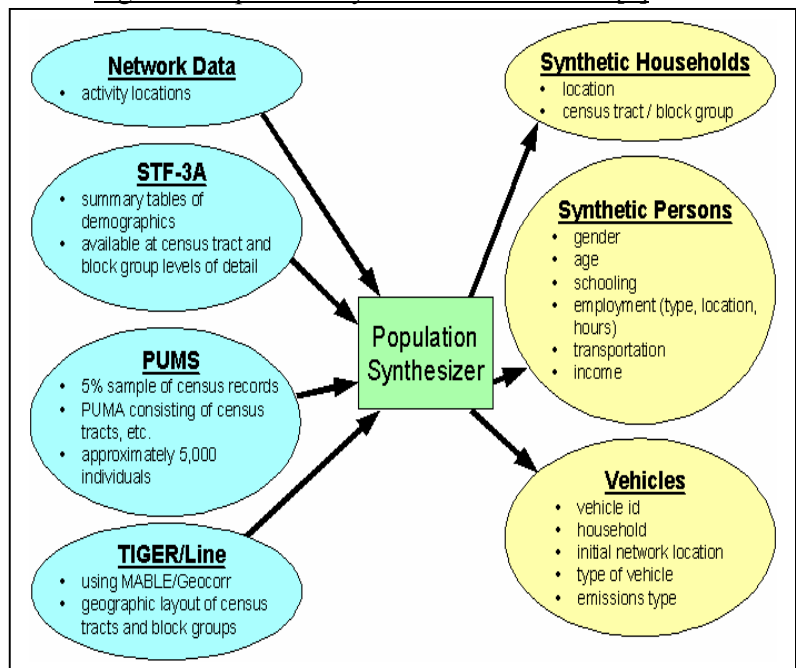 Network Data
• activity locations
STF-3A
• summary tables of
demographics
• available at census tract and
block group levels of detail
PUMS
• 5% sample of census records
• PUMA consisting of census
tracts, etc.
• approximately 5,000
individuals
TIGER/Line
• using MABLE/Geocorr
• geographic layout of census
tracts and block groups
Population
Synthesizer
Synthetic Households
• location
• census tract / block group
Synthetic Persons
• gender
• age
• schooling
• employment (type, location,
hours)
• transportation
• income
Vehicles
• vehicle id
• household
• initial network location
• type of vehicle
• emissions type